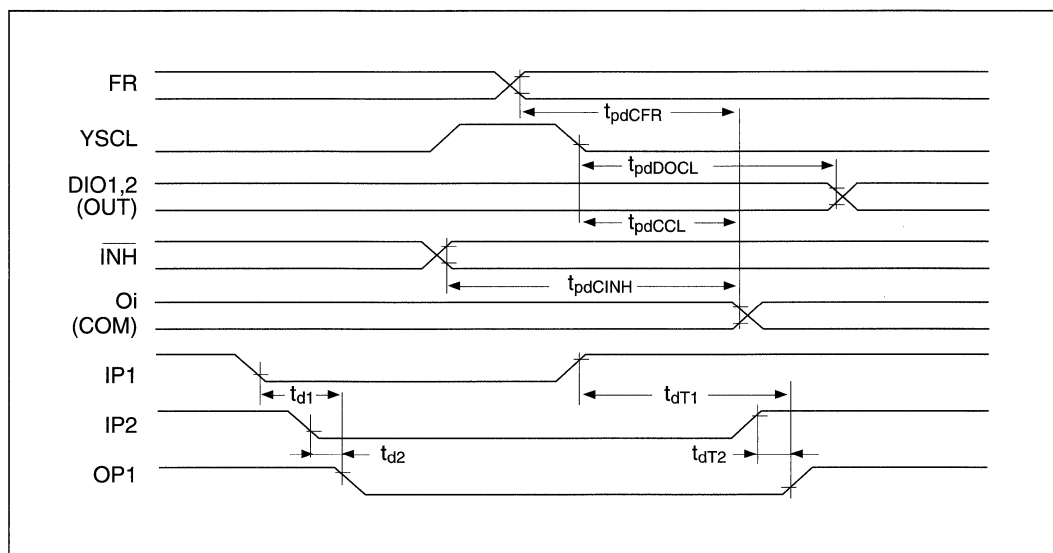 FR
tpdCFR
YSCL
tpdDOCL
DIO1,2
(OUT)
tpdCCL
INH
tpdCINH
Oi
(COM)
IP1
td1
tdT1
IP2
td2
tdT2
OP1